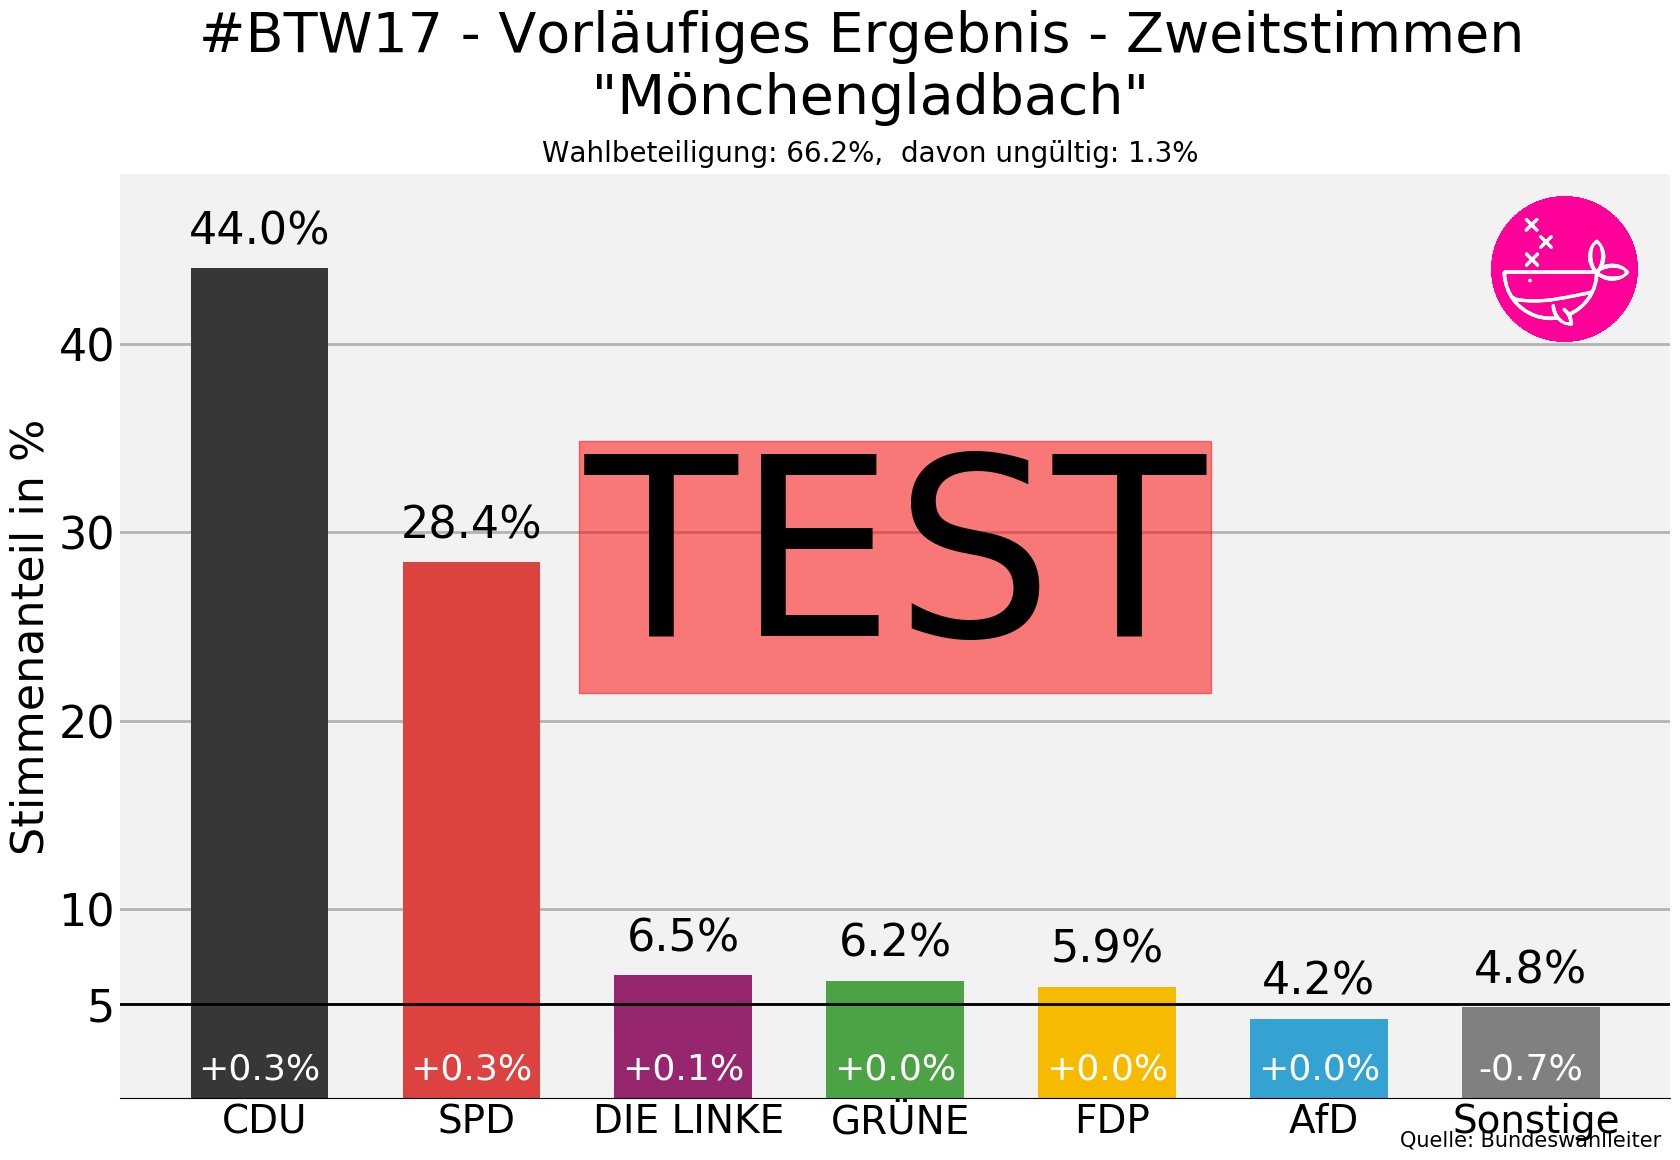 #BTW17 - Vorläufiges Ergebnis - Zweitstimmen
"Mönchengladbach"
Wahlbeteiligung: 66.2%,  davon ungültig: 1.3%
Stimmenanteil in %
40
30
20
10
5
44.0%
28.4%
6.5%
6.2%
5.9%
4.2%
4.8%
TEST
+0.3%
+0.3%
+0.1%
+0.0%
+0.0%
+0.0%
-0.7%
CDU
SPD
DIE LINKE
GRÜNE
FDP
AfD
Sonstige
Quelle: Bundeswahlleiter